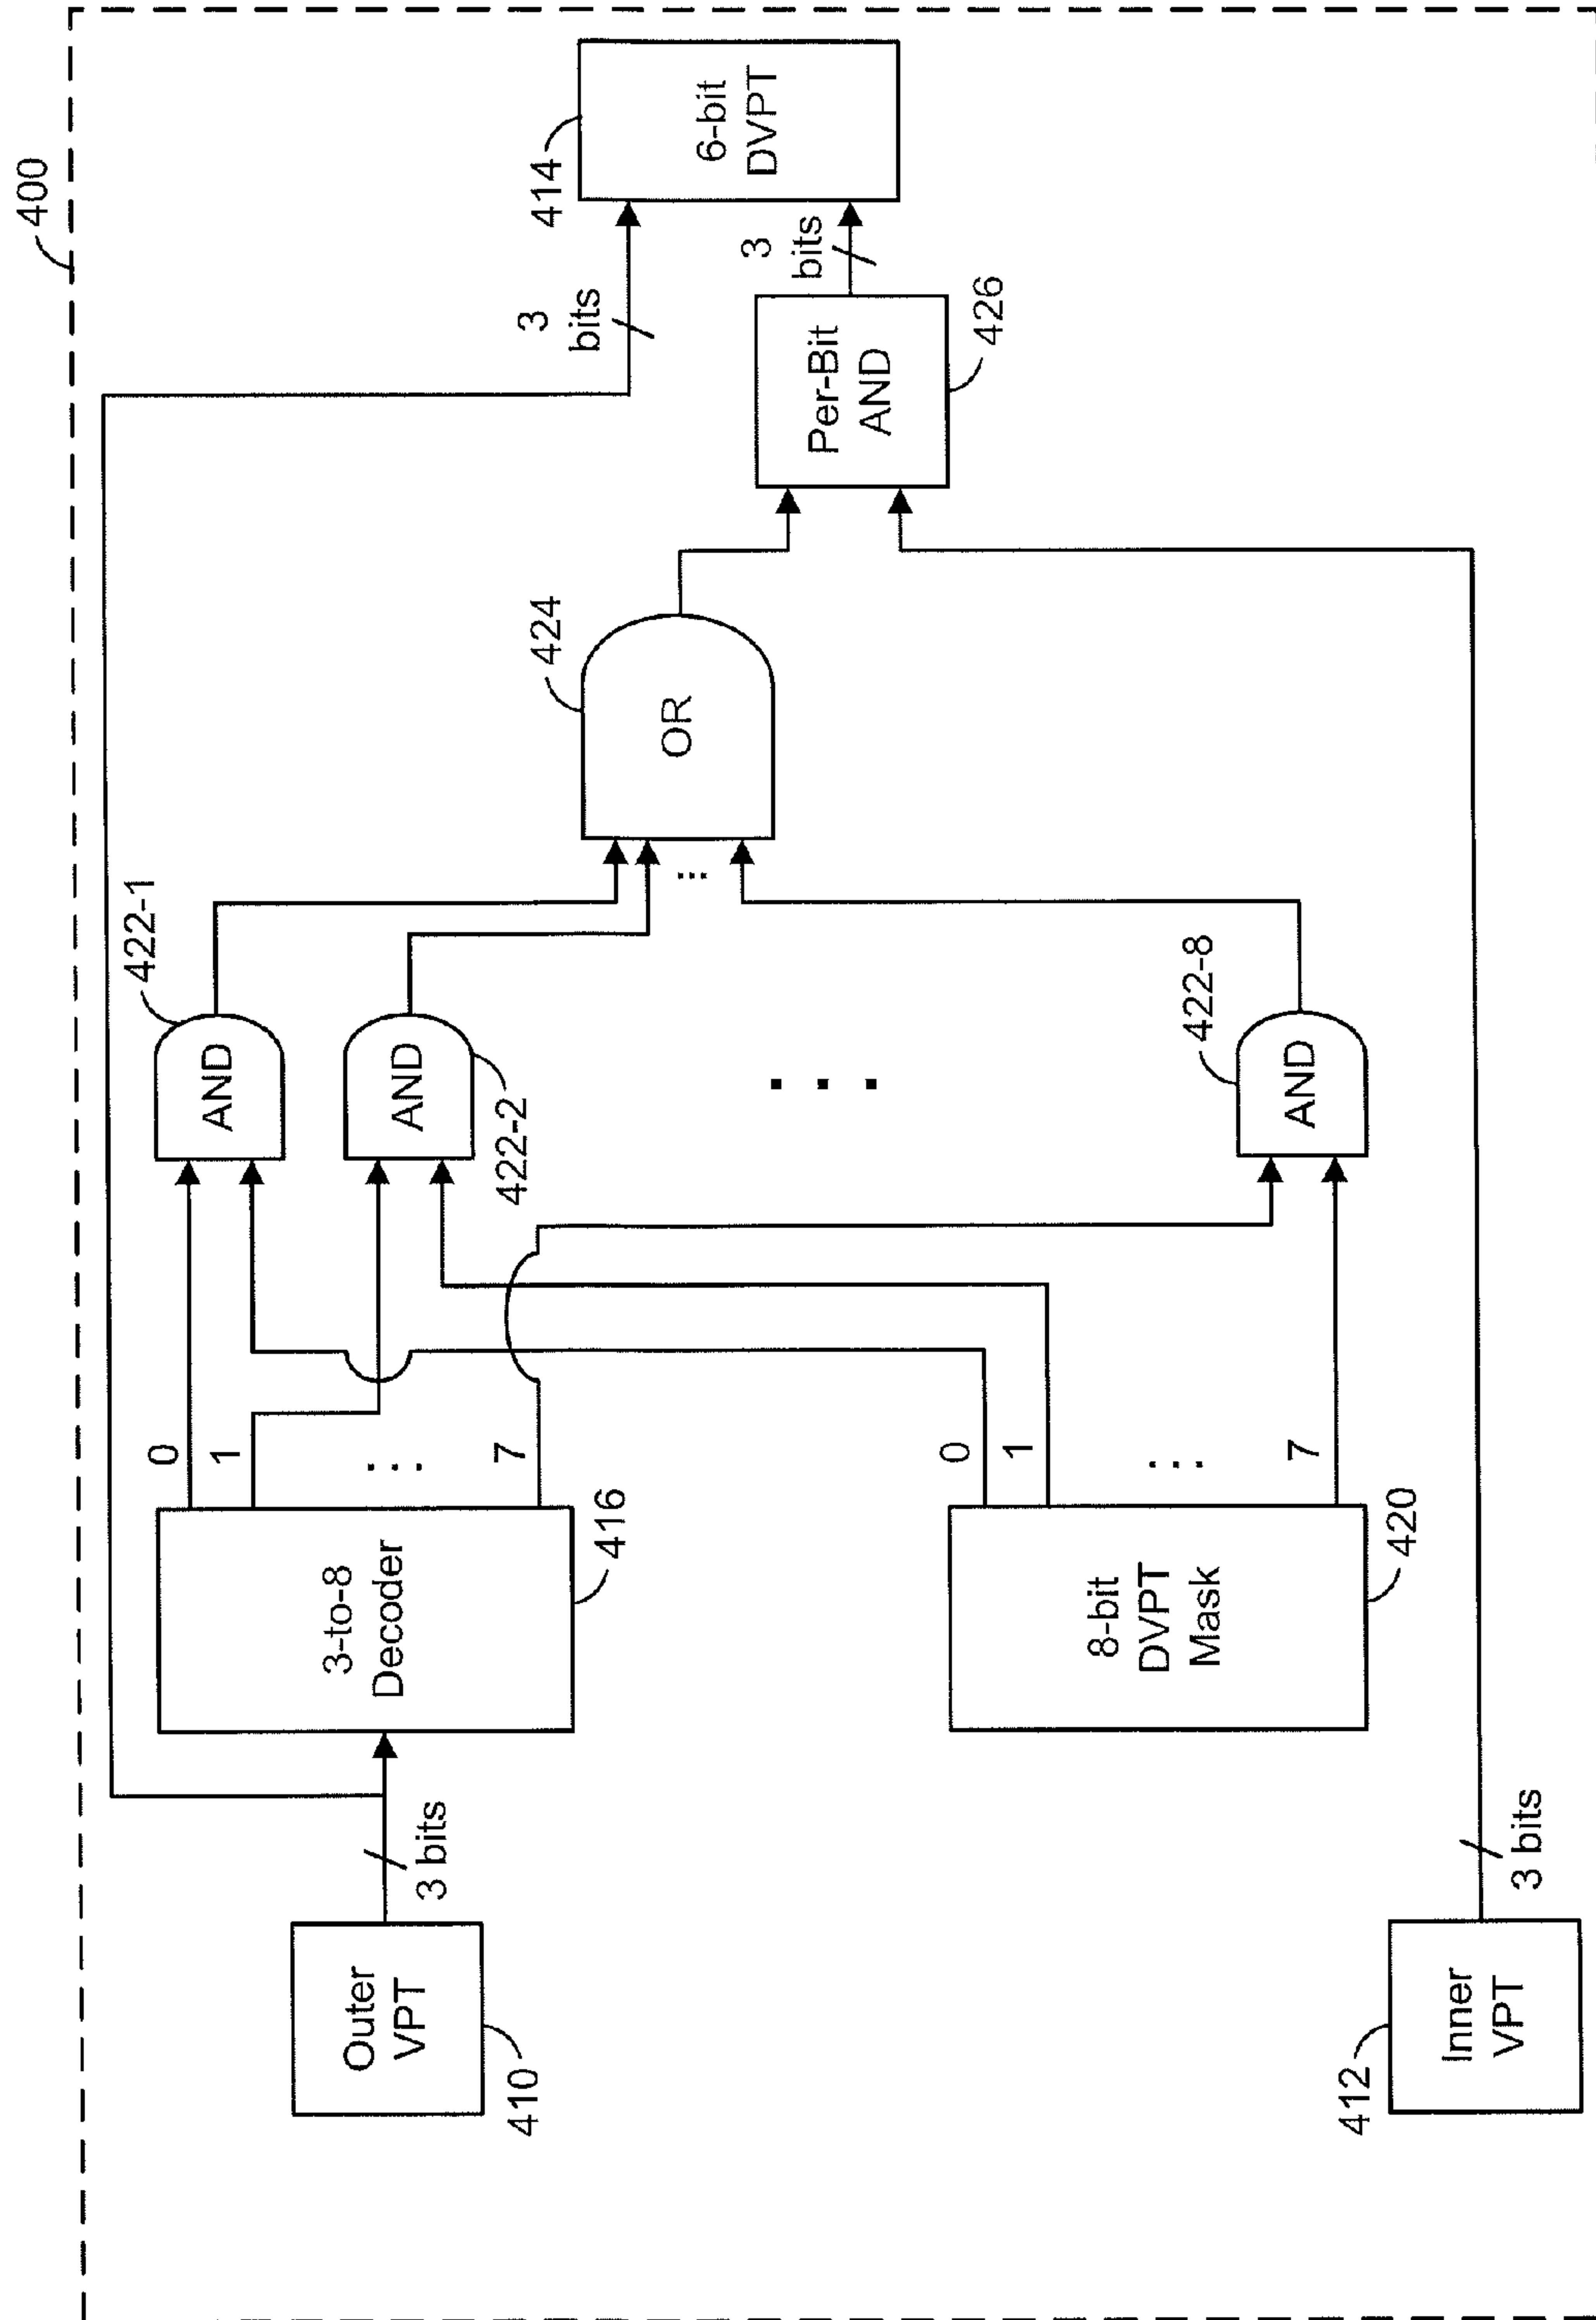 400
Outer
VPT
410
3 bits
3-to-8
Decoder
416
0
1
⋮
7
AND
422-1
AND
422-2
. . .
AND
422-8
OR
424
⋮
3
bits
6-bit
DVPT
414
3
bits
Per-Bit
AND
426
8-bit
DVPT
Mask
420
0
1
⋮
7
Inner
VPT
412
3 bits